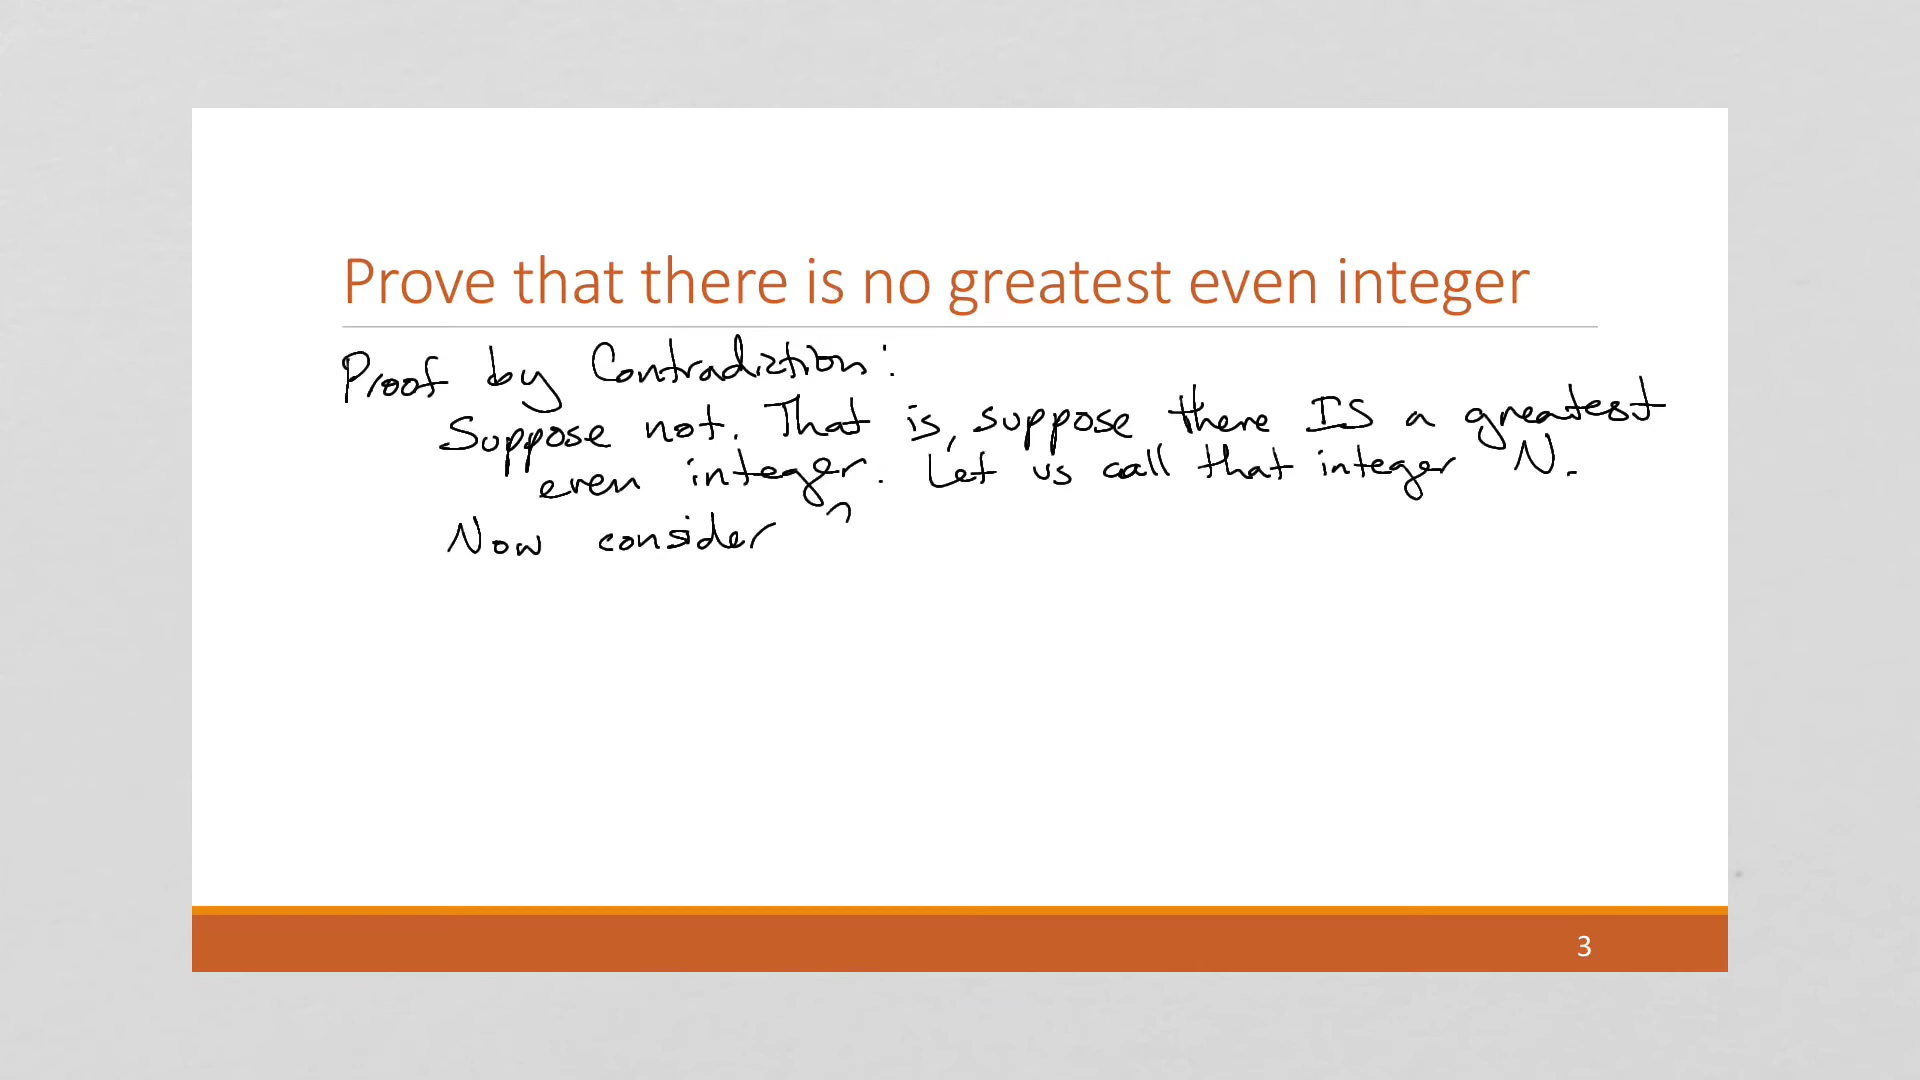 Prove that there is no greatest even integer
Proof by Contradiction:
Suppose not. That is, suppose there IS a greatest
even integer. Let us call that integer N.
Now consider
3